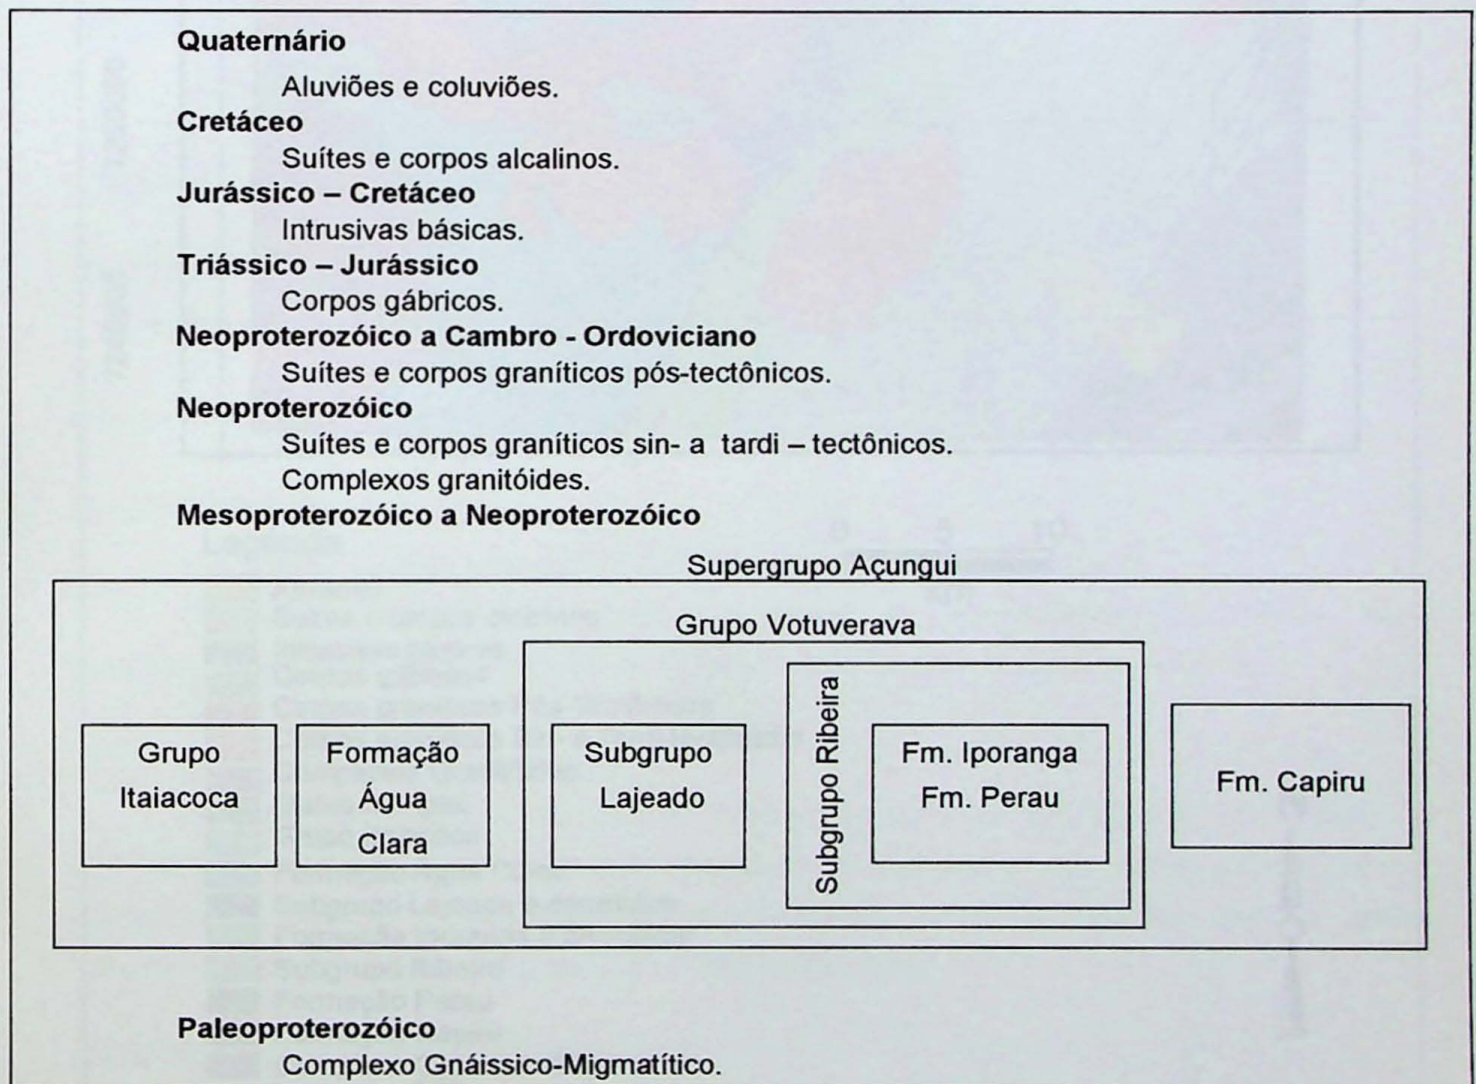 Quaternário
Aluviões e coluviões.
Cretáceo
Suítes e corpos alcalinos.
Jurássico – Cretáceo
Intrusivas básicas.
Triássico – Jurássico
Corpos gábricos.
Neoproterozóico a Cambro - Ordoviciano
Suítes e corpos graníticos pós-tectônicos.
Neoproterozóico
Suítes e corpos graníticos sin- a tardi – tectônicos.
Complexos granitóides.
Mesoproterozóico a Neoproterozóico
Supergrupo Açungui
Grupo Votuverava
Grupo
Itaiacoca
Formação
Água
Clara
Subgrupo
Lajeado
Subgrupo Ribeira
Fm. Iporanga
Fm. Perau
Fm. Capiru
Paleoproterozóico
Complexo Gnáissico-Migmatítico.